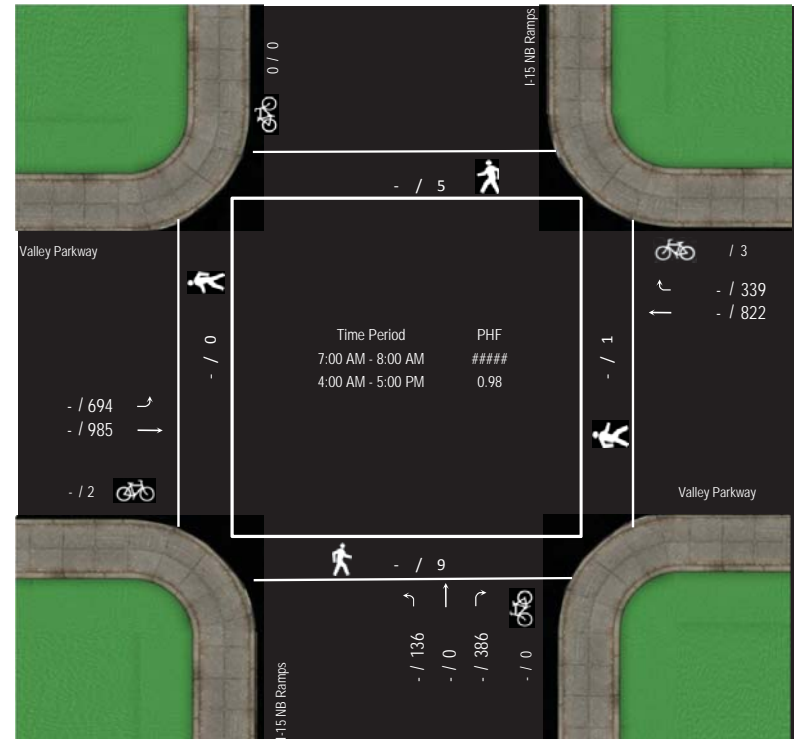 0 / 0
I-15 NB Ramps
- / 5
Valley Parkway
/ 3
- / 339
- / 822
- / 0
Time Period PHF
7:00 AM - 8:00 AM #####
4:00 AM - 5:00 PM 0.98
- / 1
- / 694
- / 985
- / 2
Valley Parkway
- / 9
- / 136
- / 0
- / 386
- / 0
I-15 NB Ramps